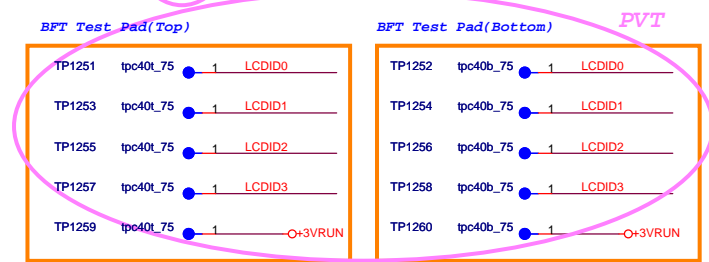 PVT
BFT Test Pad(Top)
BFT Test Pad(Bottom)
TP1251 tpc40t_75 1 LCDID0
TP1253 tpc40t_75 1 LCDID1
TP1255 tpc40t_75 1 LCDID2
TP1257 tpc40t_75 1 LCDID3
TP1259 tpc40t_75 1 +3VRUN
TP1252 tpc40b_75 1 LCDID0
TP1254 tpc40b_75 1 LCDID1
TP1256 tpc40b_75 1 LCDID2
TP1258 tpc40b_75 1 LCDID3
TP1260 tpc40b_75 1 +3VRUN